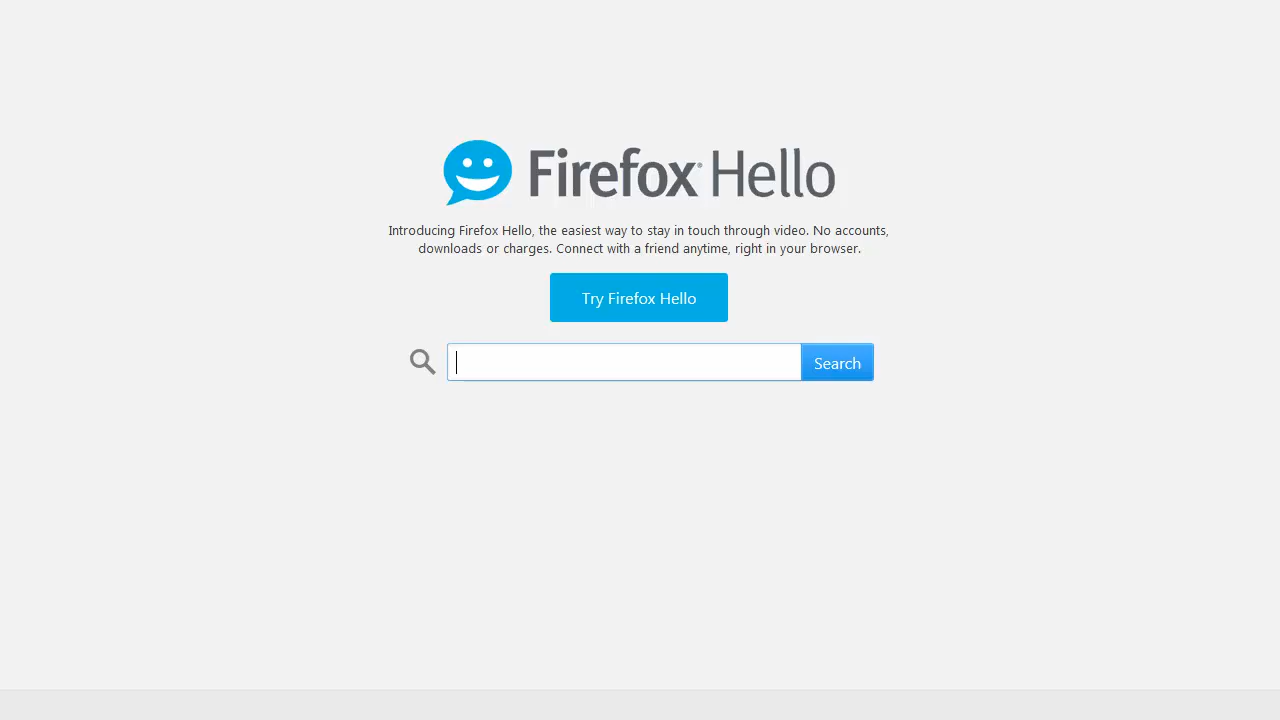 Firefox® Hello
Introducing Firefox Hello, the easiest way to stay in touch through video. No accounts,
downloads or charges. Connect with a friend anytime, right in your browser.
Try Firefox Hello
Search